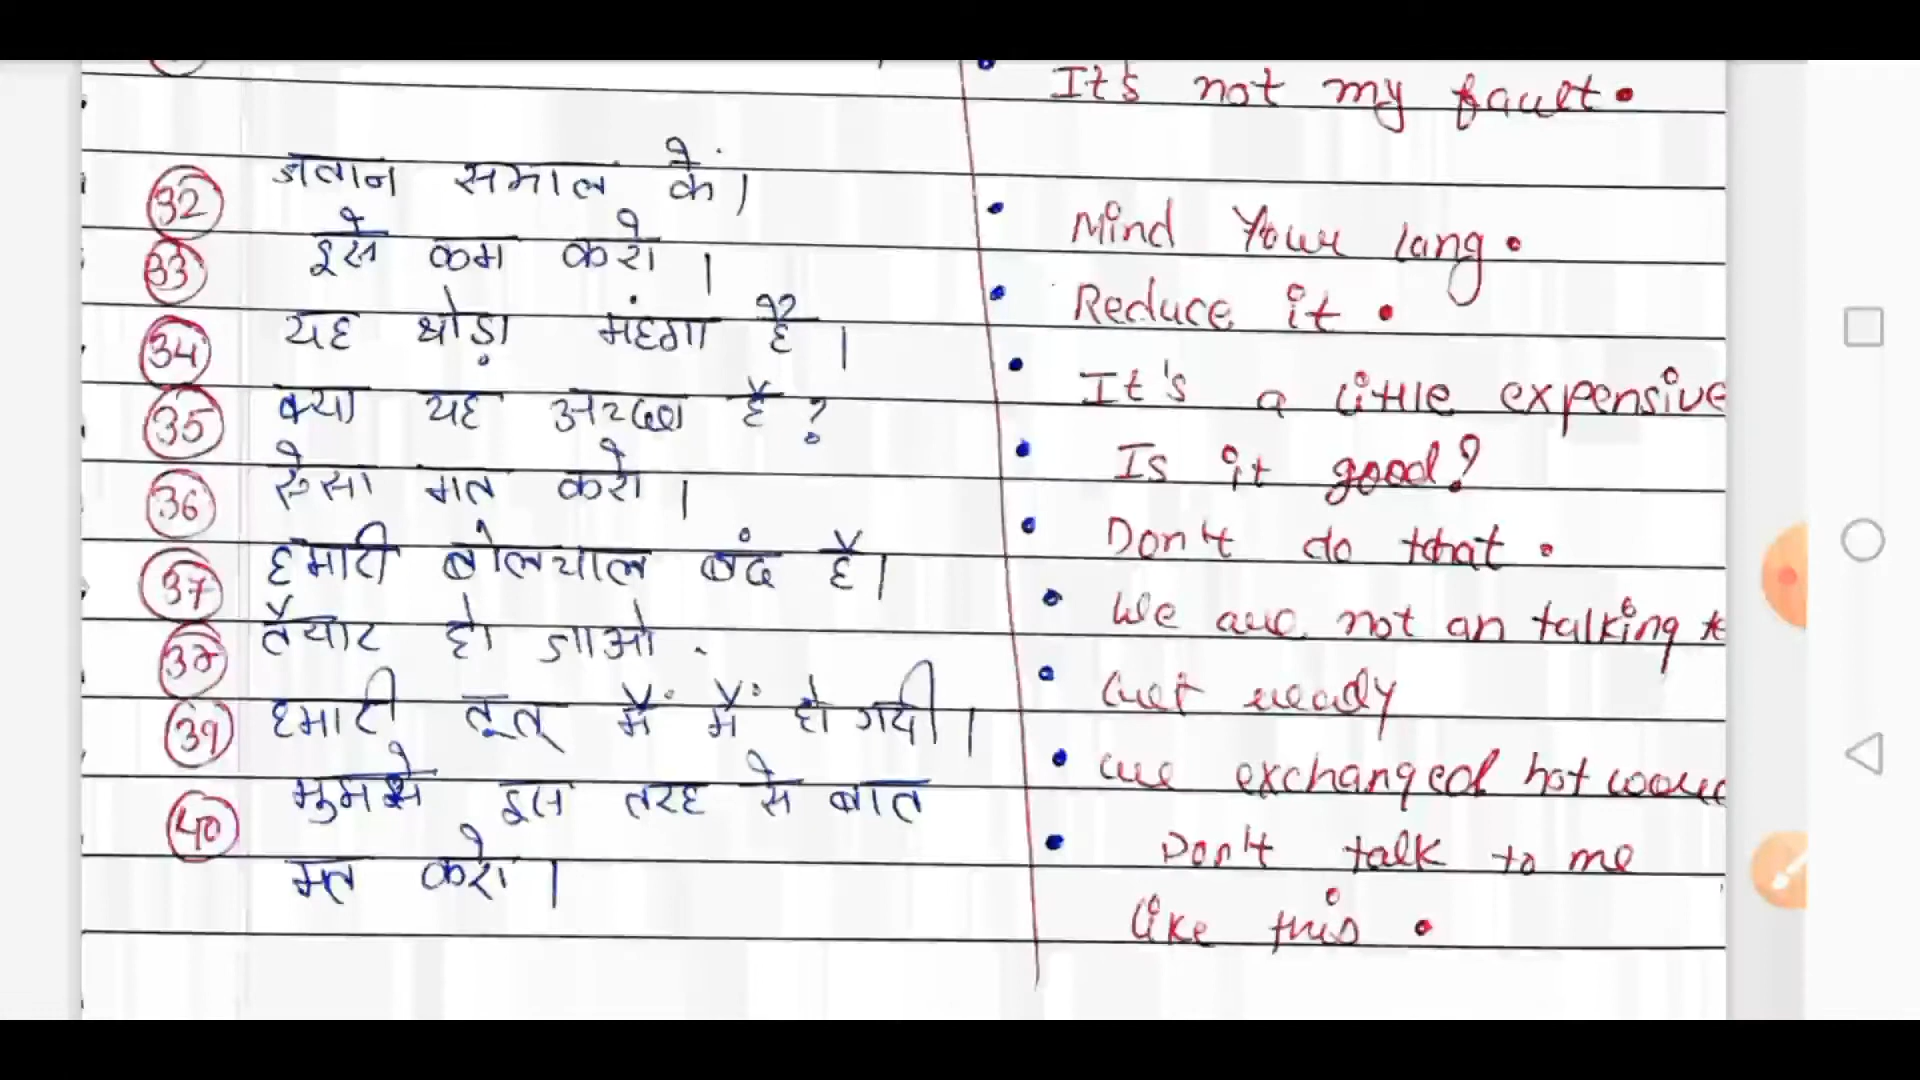 It's not my fault.
32 जबान समाल के।
Mind Your lang.
33 इसे कम करो।
Reduce it.
34 यह थोड़ा मंहगा है।
It's a little expensive
35 क्या यह अच्छा है?
Is it good?
36 ऐसा मत करो।
Don't do that.
37 हमारी बोलचाल बंद है।
We are not an talking
38 तैयार हो जाओ.
Get ready
39 हमारी तू तू मैं मैं हो गयी।
we exchanged hot
40 मुझसे इस तरह से बात
मत करो।
Don't talk to me
like this.